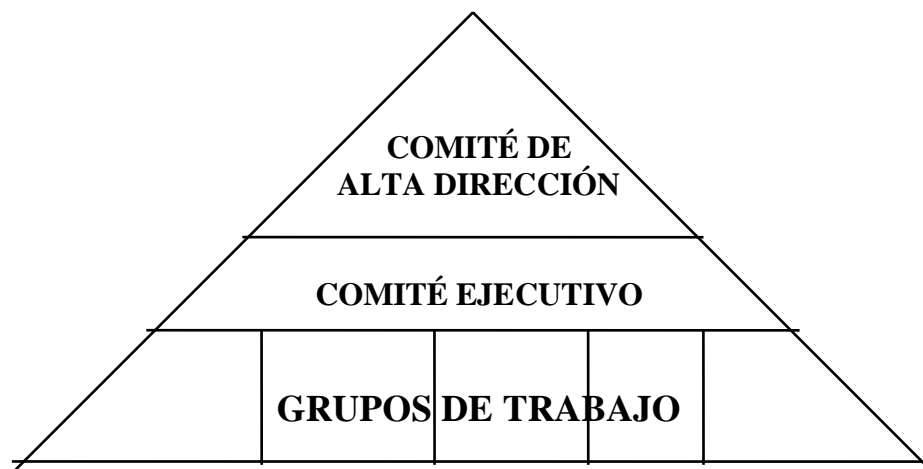 COMITÉ DE
ALTA DIRECCIÓN
COMITÉ EJECUTIVO
GRUPOS DE TRABAJO